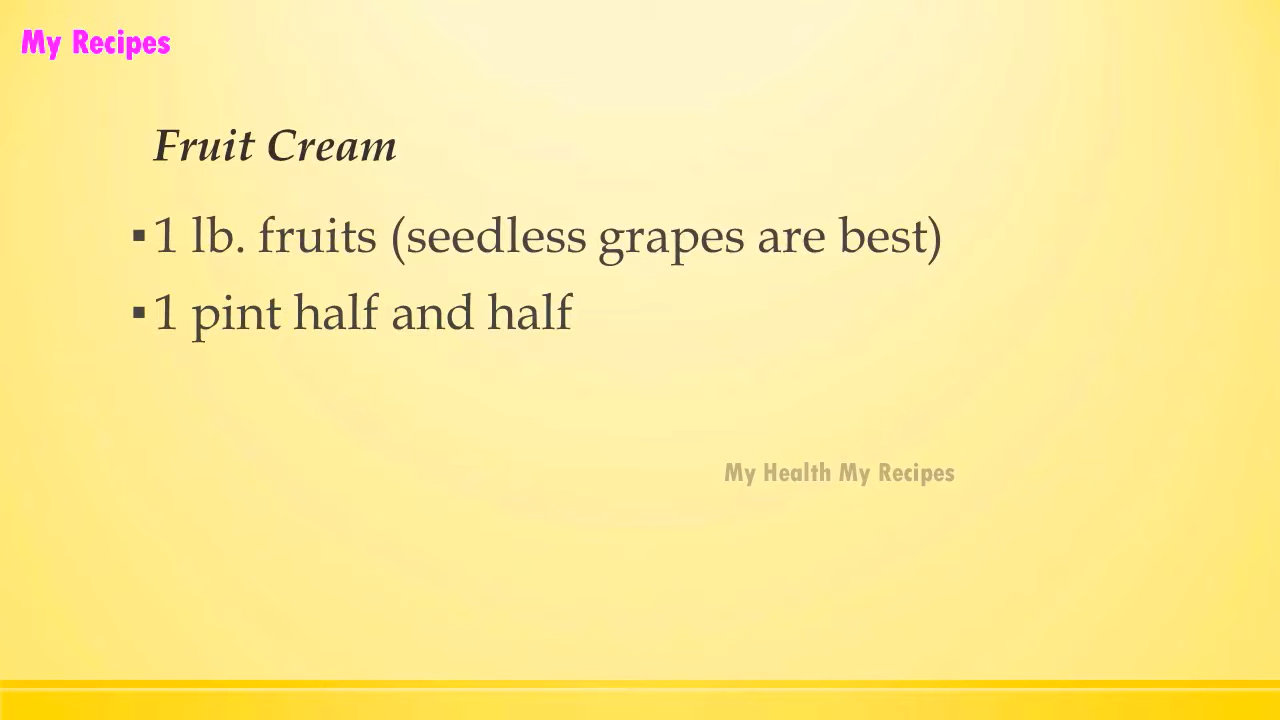 My Recipes
Fruit Cream
▪1 lb. fruits (seedless grapes are best)
▪1 pint half and half
My Health My Recipes